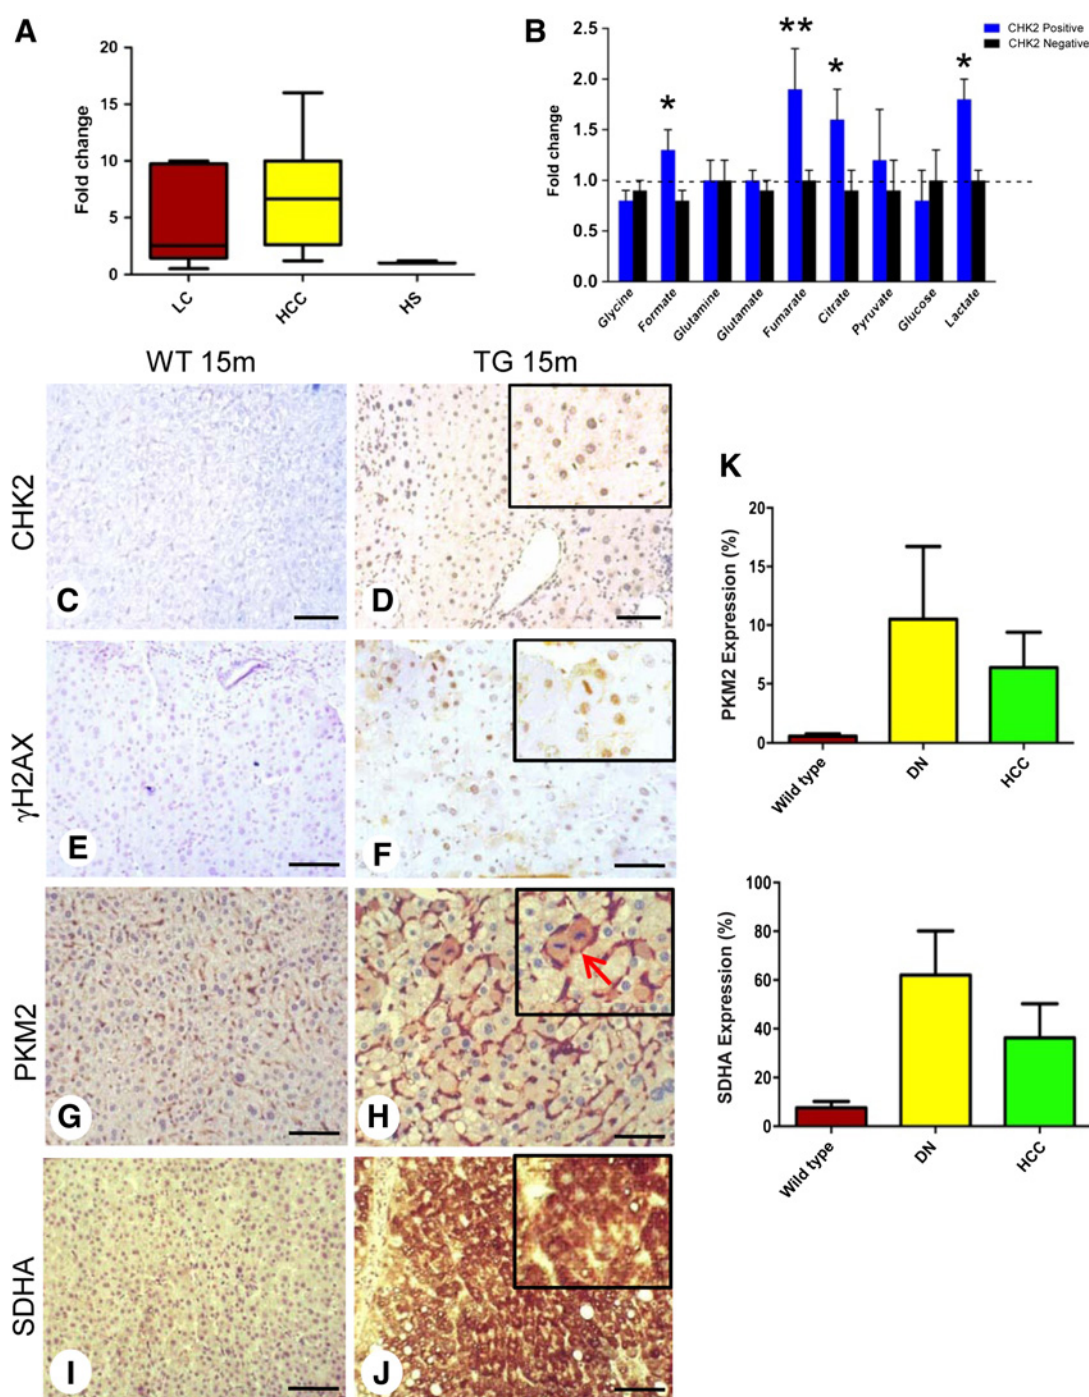 A
Fold change
20
15
10
5
0
LC
HCC
HS
B
CHK2 Positive
CHK2 Negative
Fold change
2.5
2.0
1.5
1.0
0.5
0.0
*
**
*
*
Glycine
Formate
Glutamine
Glutamate
Fumarate
Citrate
Pyruvate
Glucose
Lactate
WT 15m
TG 15m
CHK2
C
D
γH2AX
E
F
PKM2
G
H
SDHA
I
J
K
PKM2 Expression (%)
20
15
10
5
0
Wild type
DN
HCC
SDHA Expression (%)
100
80
60
40
20
0
Wild type
DN
HCC